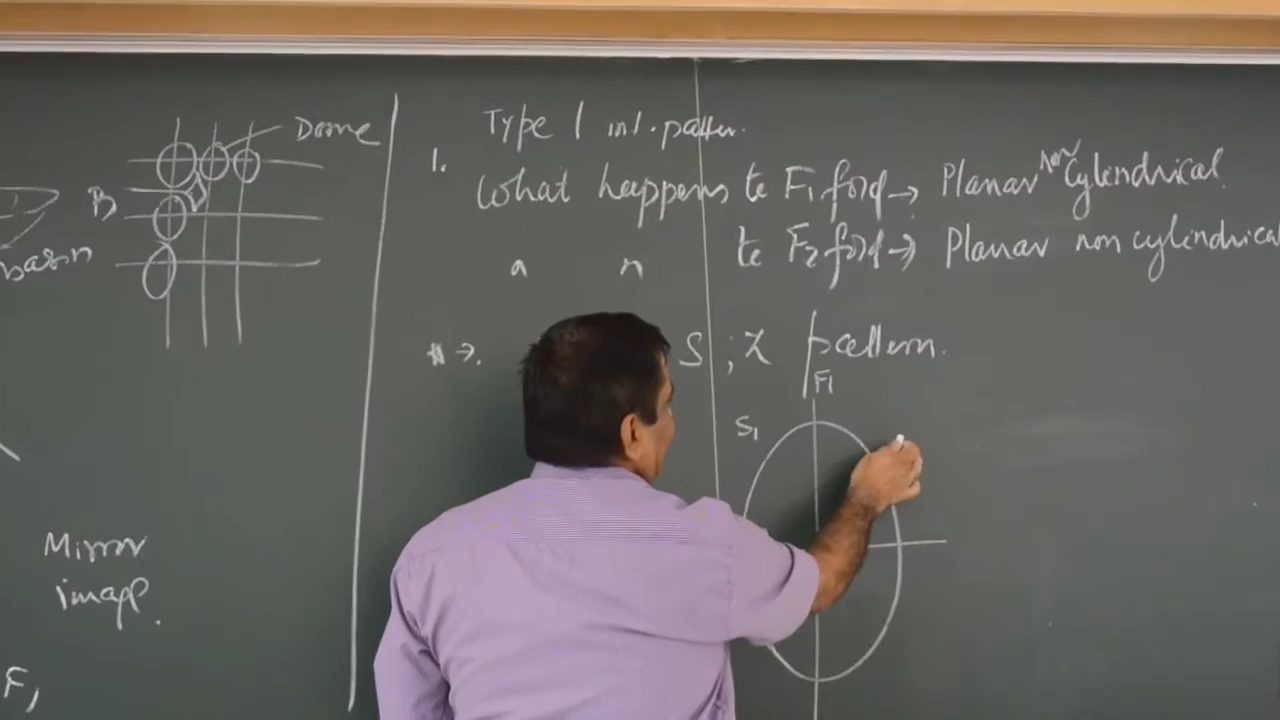 Dome
B
basin
Mirror
image.
F1
Type 1 int. pattern.
1.
What happens to F1 fold → Planar non Cylindrical
to F2 fold → Planar non cylindrical
a n
→. S ; Z pattern.
F1
S1